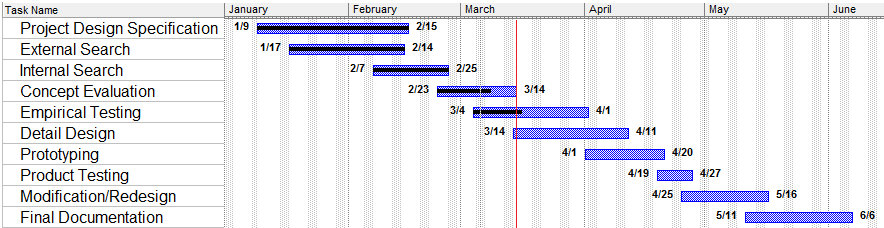 Task Name January February March April May June
Project Design Specification 1/9 2/15
External Search 1/17 2/14
Internal Search 2/7 2/25
Concept Evaluation 2/23 3/14
Empirical Testing 3/4 4/1
Detail Design 3/14 4/11
Prototyping 4/1 4/20
Product Testing 4/19 4/27
Modification/Redesign 4/25 5/16
Final Documentation 5/11 6/6